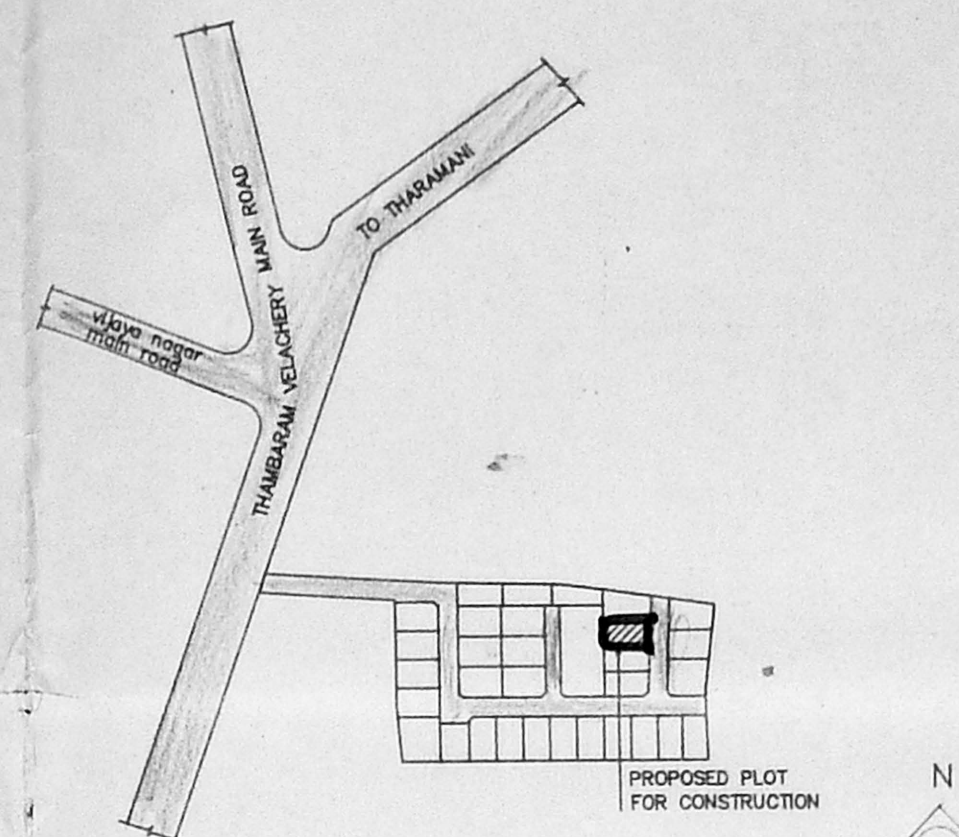 TO THARAMANI
THAMBARAM VELACHERY MAIN ROAD
vijaya nagar
main road
PROPOSED PLOT
FOR CONSTRUCTION
N